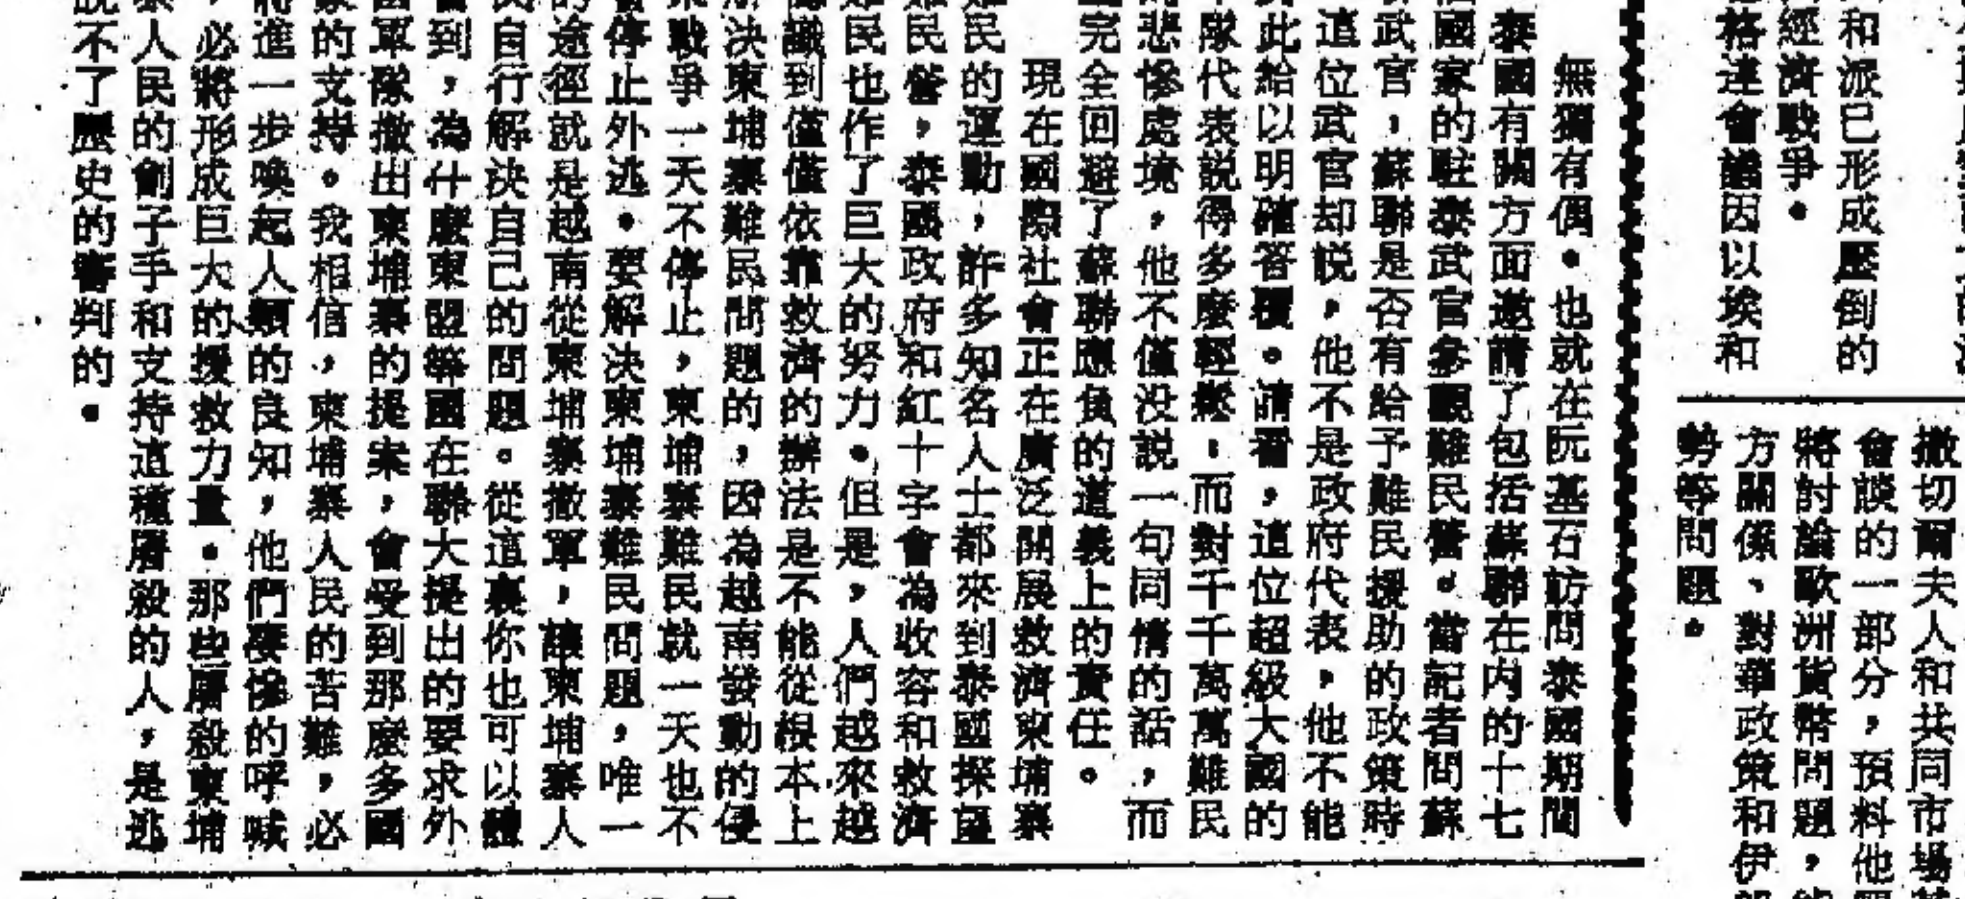 和派已形成壓倒的
經濟戰爭。
格達會議因以埃和
撤切爾夫人和共同市場
會談的一部分，預料他
將討論歐洲貨幣問題，
方關係、對華政策和伊
勢等問題。
無獨有偶。也就在阮基石訪問泰國期間
泰國有關方面邀請了包括蘇聯在内的十七
國家的駐泰武官參觀難民營。當記者問蘇
武官，蘇聯是否有給予難民援助的政策時
這位武官却説，他不是政府代表，他不能
此給以明確答覆。請看，這位超級大國的
隊代表説得多麼輕鬆；而對千千萬萬難民
悲慘處境，他不僅没説一句同情的話，而
完全回避了蘇聯應負的道義上的責任。
現在國際社會正在廣泛開展救濟柬埔寨
民的運動，許多知名人士都來到泰國探望
民營，泰國政府和紅十字會為收容和救濟
民也作了巨大的努力。但是，人們越來越
識到僅僅依靠救濟的辦法是不能從根本上
决柬埔寨難民問題的，因為越南發動的侵
戰爭一天不停止，柬埔寨難民就一天也不
停止外逃。要解决柬埔寨難民問題，唯一
途徑就是越南從柬埔寨撤軍，讓柬埔寨人
自行解决自己的問題。從這裏你也可以體
到，為什麼東盟等國在聯大提出的要求外
軍隊撤出柬埔寨的提案，會受到那麼多國
的支持。我相信，柬埔寨人民的苦難，必
進一步喚起人類的良知，他們凄慘的呼喊
，必將形成巨大的援救力量。那些屠殺柬埔
人民的劊子手和支持這種屠殺的人，是逃
不了歷史的審判的。